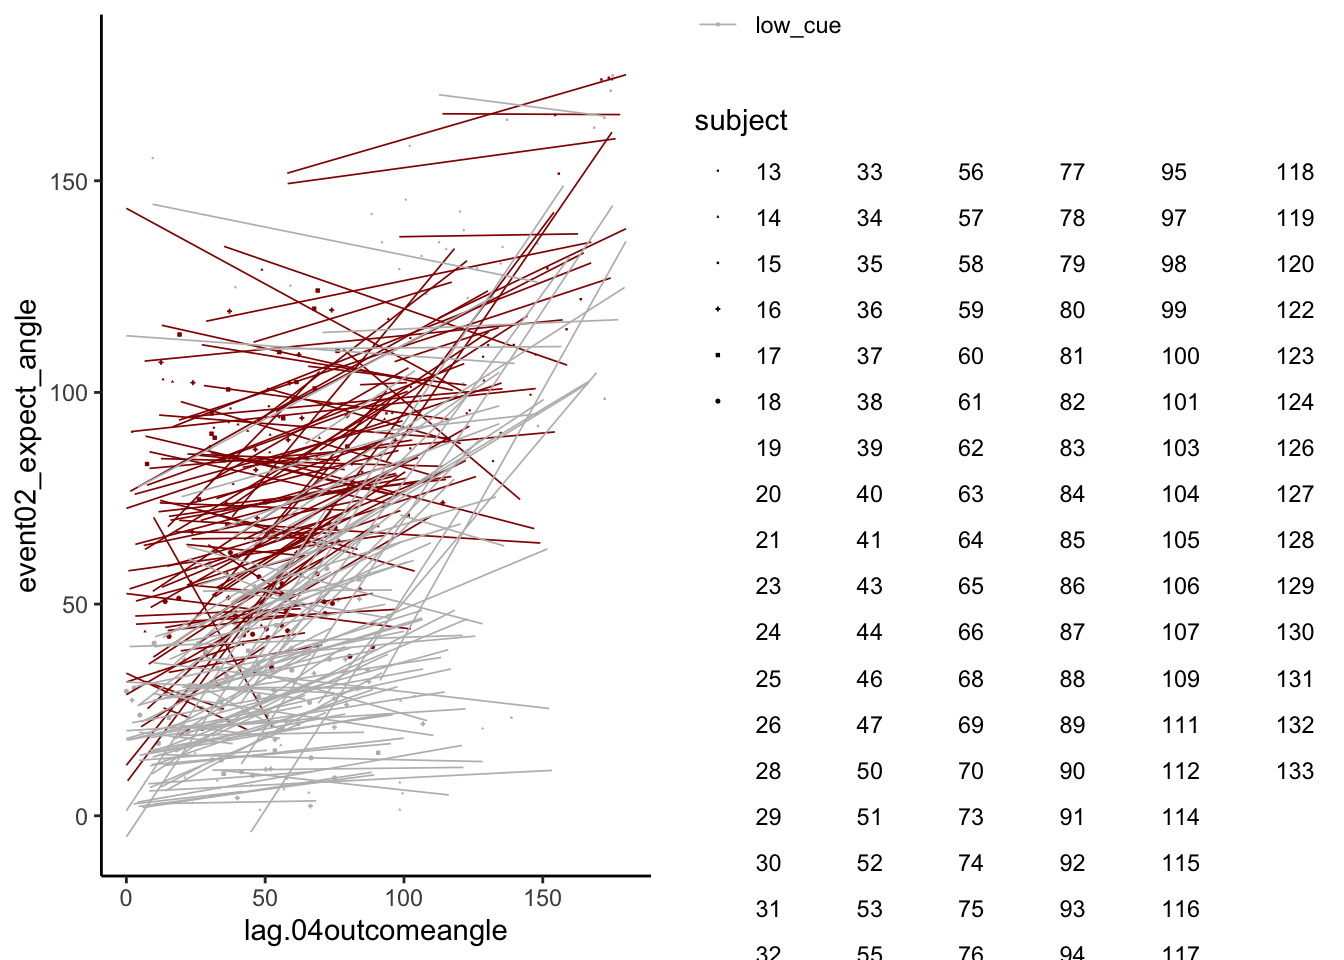 low_cue
subject
13 33 56 77 95 118
14 34 57 78 97 119
15 35 58 79 98 120
16 36 59 80 99 122
17 37 60 81 100 123
18 38 61 82 101 124
19 39 62 83 103 126
20 40 63 84 104 127
21 41 64 85 105 128
23 43 65 86 106 129
24 44 66 87 107 130
25 46 68 88 109 131
26 47 69 89 111 132
28 50 70 90 112 133
29 51 73 91 114
30 52 74 92 115
31 53 75 93 116
32 55 76 94 117
event02_expect_angle
150
100
50
0
0 50 100 150
lag.04outcomeangle